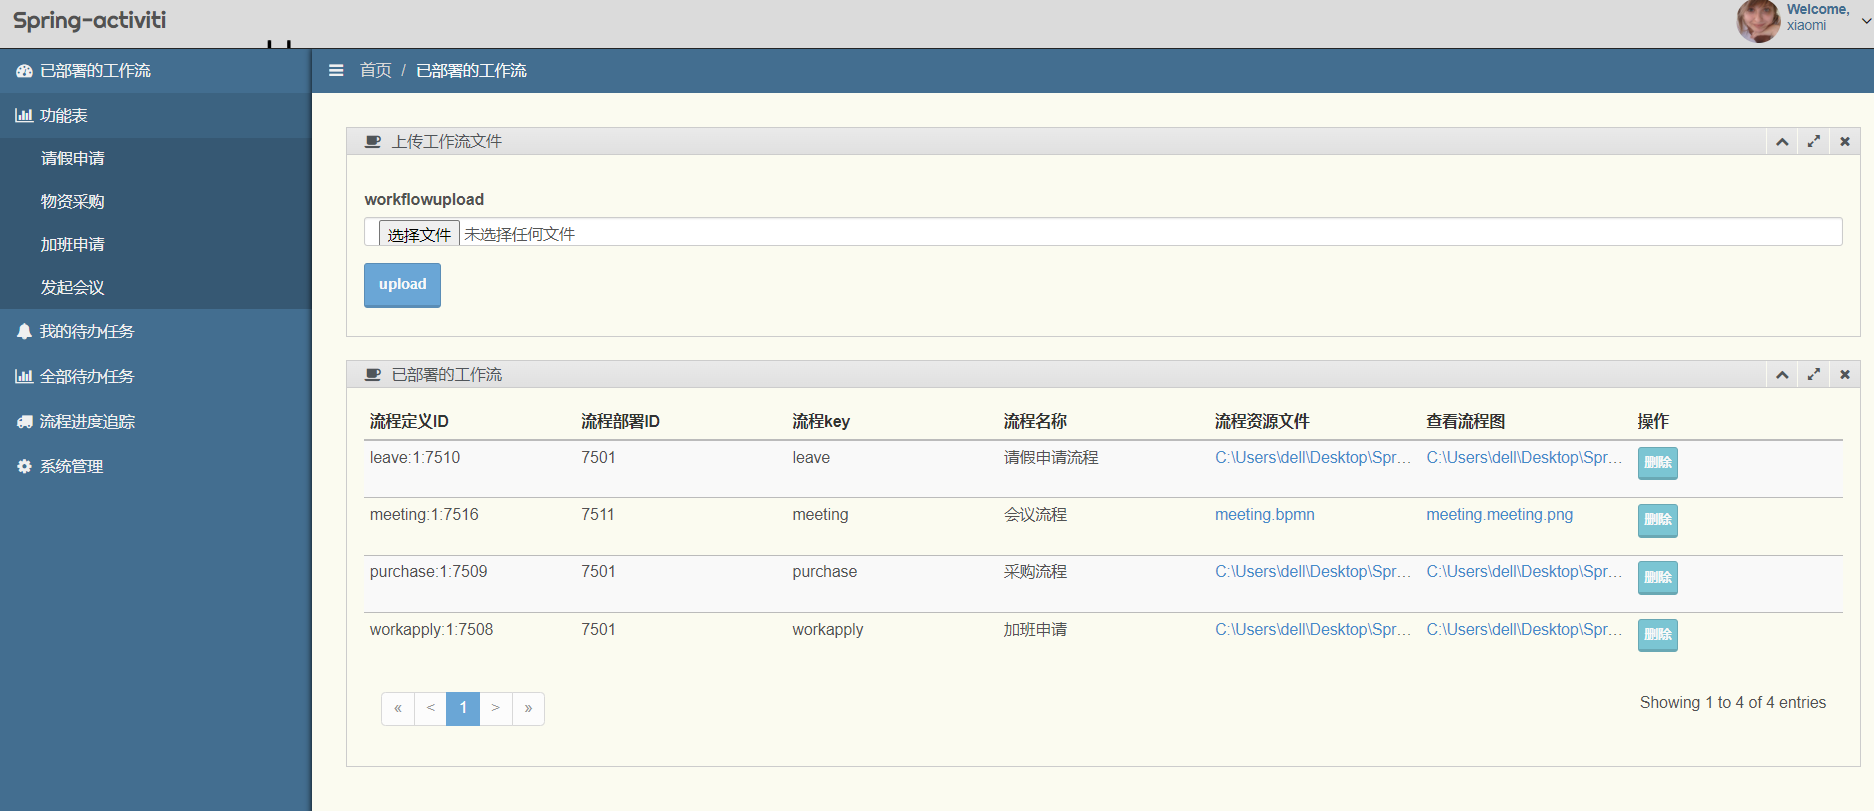 Spring-activiti
Welcome,
xiaomi
已部署的工作流
功能表
请假申请
物资采购
加班申请
发起会议
我的待办任务
全部待办任务
流程进度追踪
系统管理
首页 / 已部署的工作流
上传工作流文件
workflowupload
选择文件 未选择任何文件
upload
已部署的工作流
流程定义ID 流程部署ID 流程key 流程名称 流程资源文件 查看流程图 操作
leave:1:7510 7501 leave 请假申请流程 C:\Users\dell\Desktop\Spr... C:\Users\dell\Desktop\Spr... 删除
meeting:1:7516 7511 meeting 会议流程 meeting.bpmn meeting.meeting.png 删除
purchase:1:7509 7501 purchase 采购流程 C:\Users\dell\Desktop\Spr... C:\Users\dell\Desktop\Spr... 删除
workapply:1:7508 7501 workapply 加班申请 C:\Users\dell\Desktop\Spr... C:\Users\dell\Desktop\Spr... 删除
« < 1 > »
Showing 1 to 4 of 4 entries